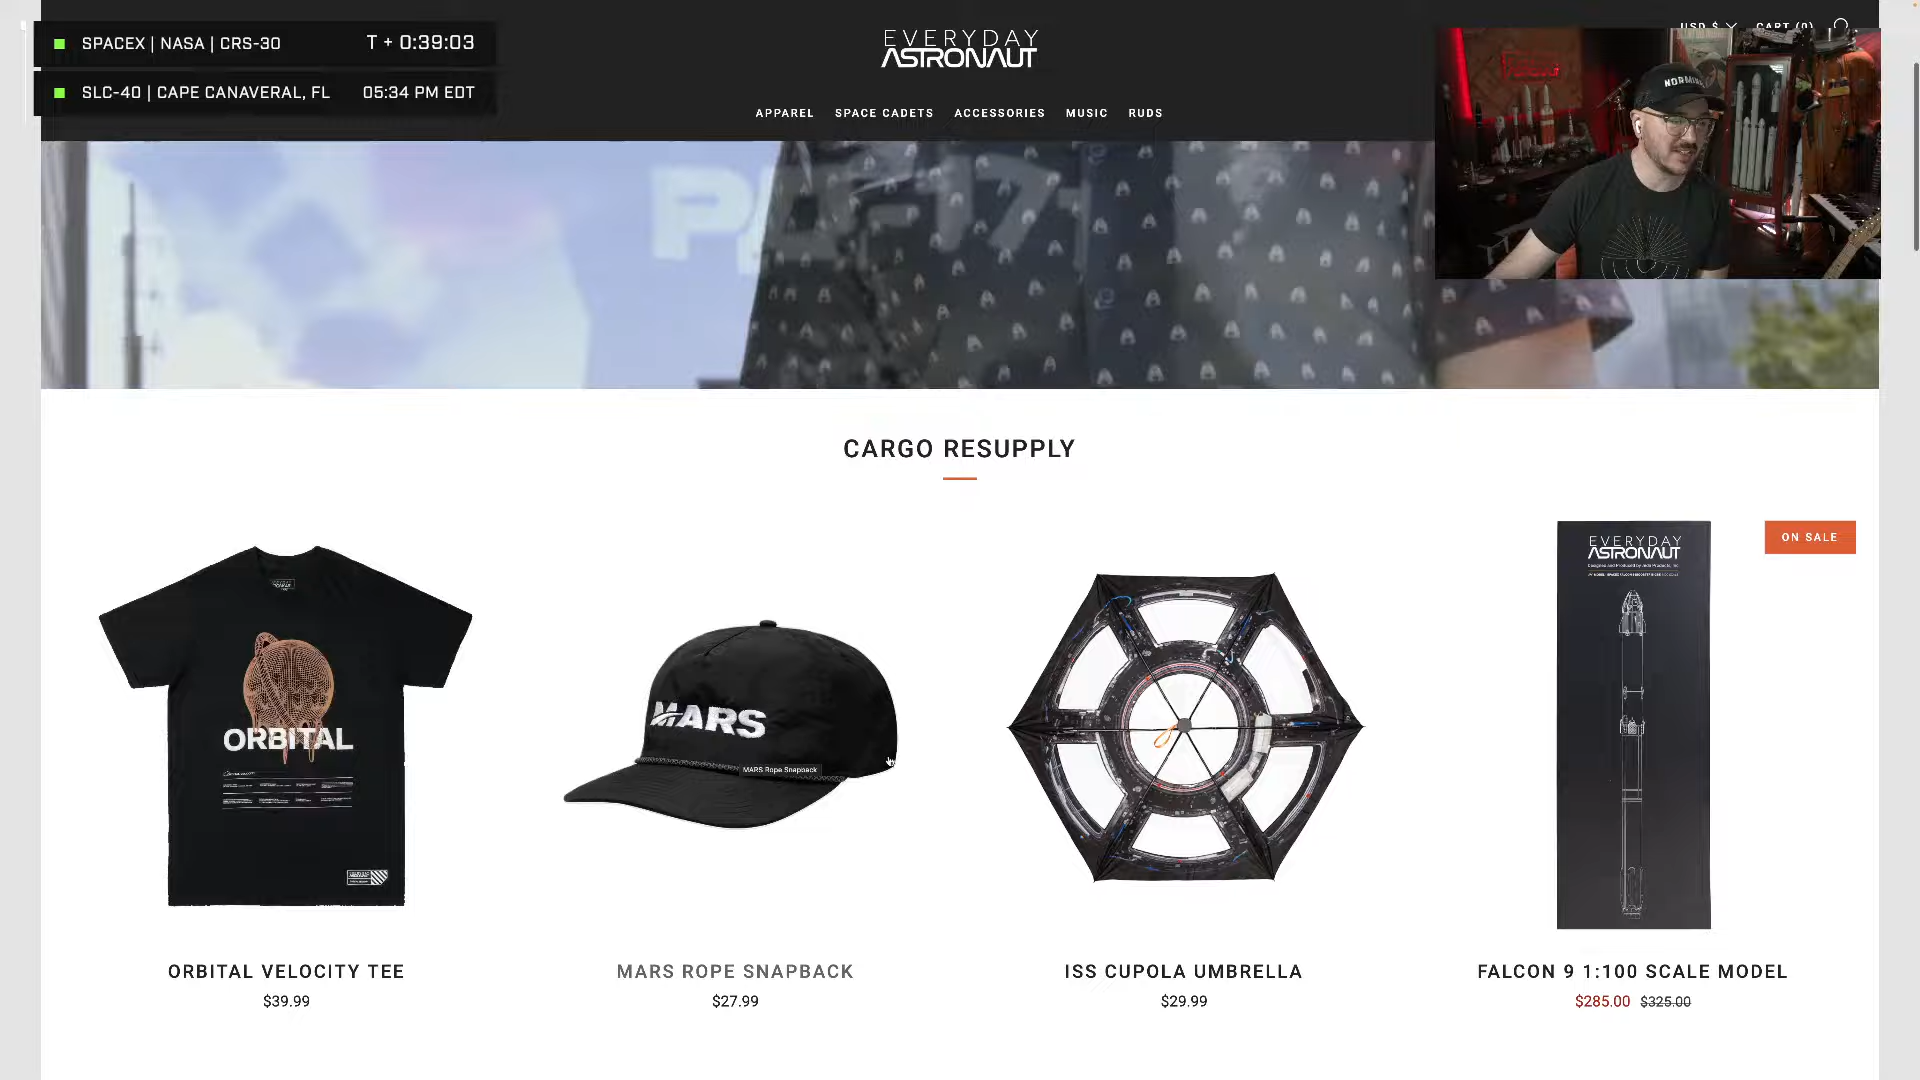 SPACEX | NASA | CRS-30
T + 0:39:03
SLC-40 | CAPE CANAVERAL, FL
05:34 PM EDT
EVERYDAY
ASTRONAUT
USD $
CART (0)
APPAREL
SPACE CADETS
ACCESSORIES
MUSIC
RUDS
CARGO RESUPPLY
ORBITAL
MARS
MARS Rope Snapback
EVERYDAY
ASTRONAUT
ON SALE
ORBITAL VELOCITY TEE
$39.99
MARS ROPE SNAPBACK
$27.99
ISS CUPOLA UMBRELLA
$29.99
FALCON 9 1:100 SCALE MODEL
$285.00 $325.00